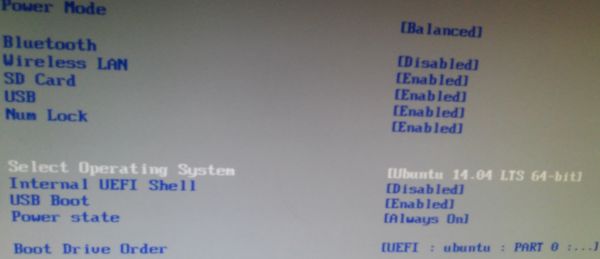 Power Mode [Balanced]
Bluetooth [Disabled]
Wireless LAN [Enabled]
SD Card [Enabled]
USB [Enabled]
Num Lock [Enabled]
Select Operating System [Ubuntu 14.04 LTS 64-bit]
Internal UEFI Shell [Disabled]
USB Boot [Enabled]
Power state [Always On]
Boot Drive Order [UEFI : ubuntu : PART 0 :...]